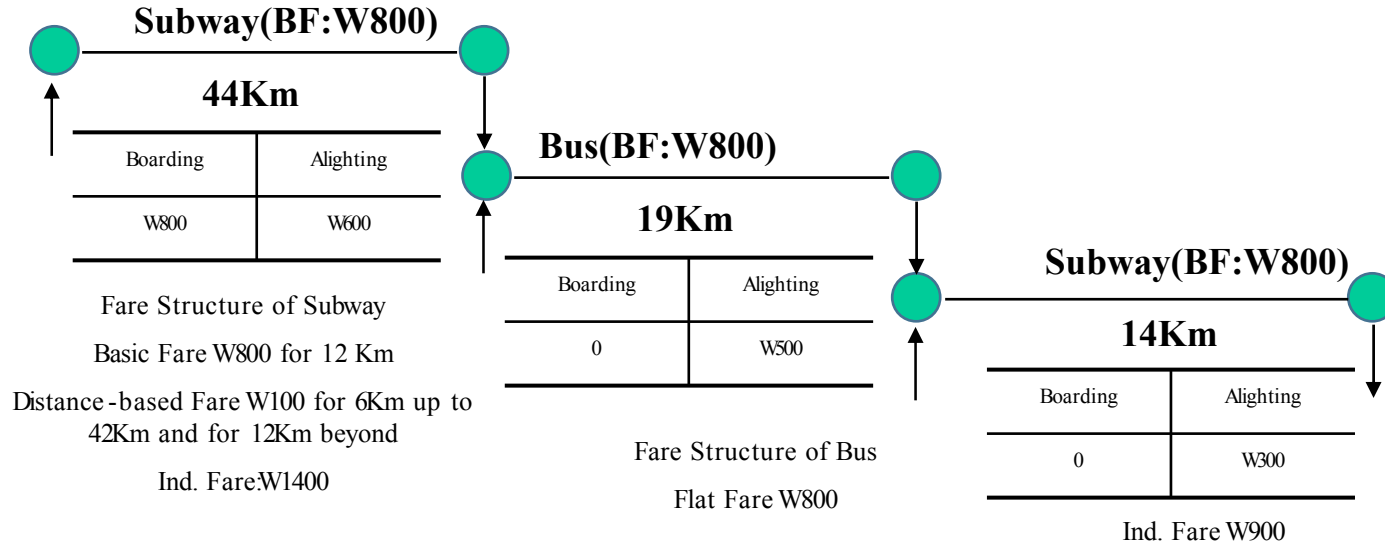 Subway(BF:W800)
44Km
Boarding Alighting
W800 W600
Fare Structure of Subway
Basic Fare W800 for 12 Km
Distance-based Fare W100 for 6Km up to
42Km and for 12Km beyond
Ind. Fare:W1400
Bus(BF:W800)
19Km
Boarding Alighting
0 W500
Fare Structure of Bus
Flat Fare W800
Subway(BF:W800)
14Km
Boarding Alighting
0 W300
Ind. Fare W900